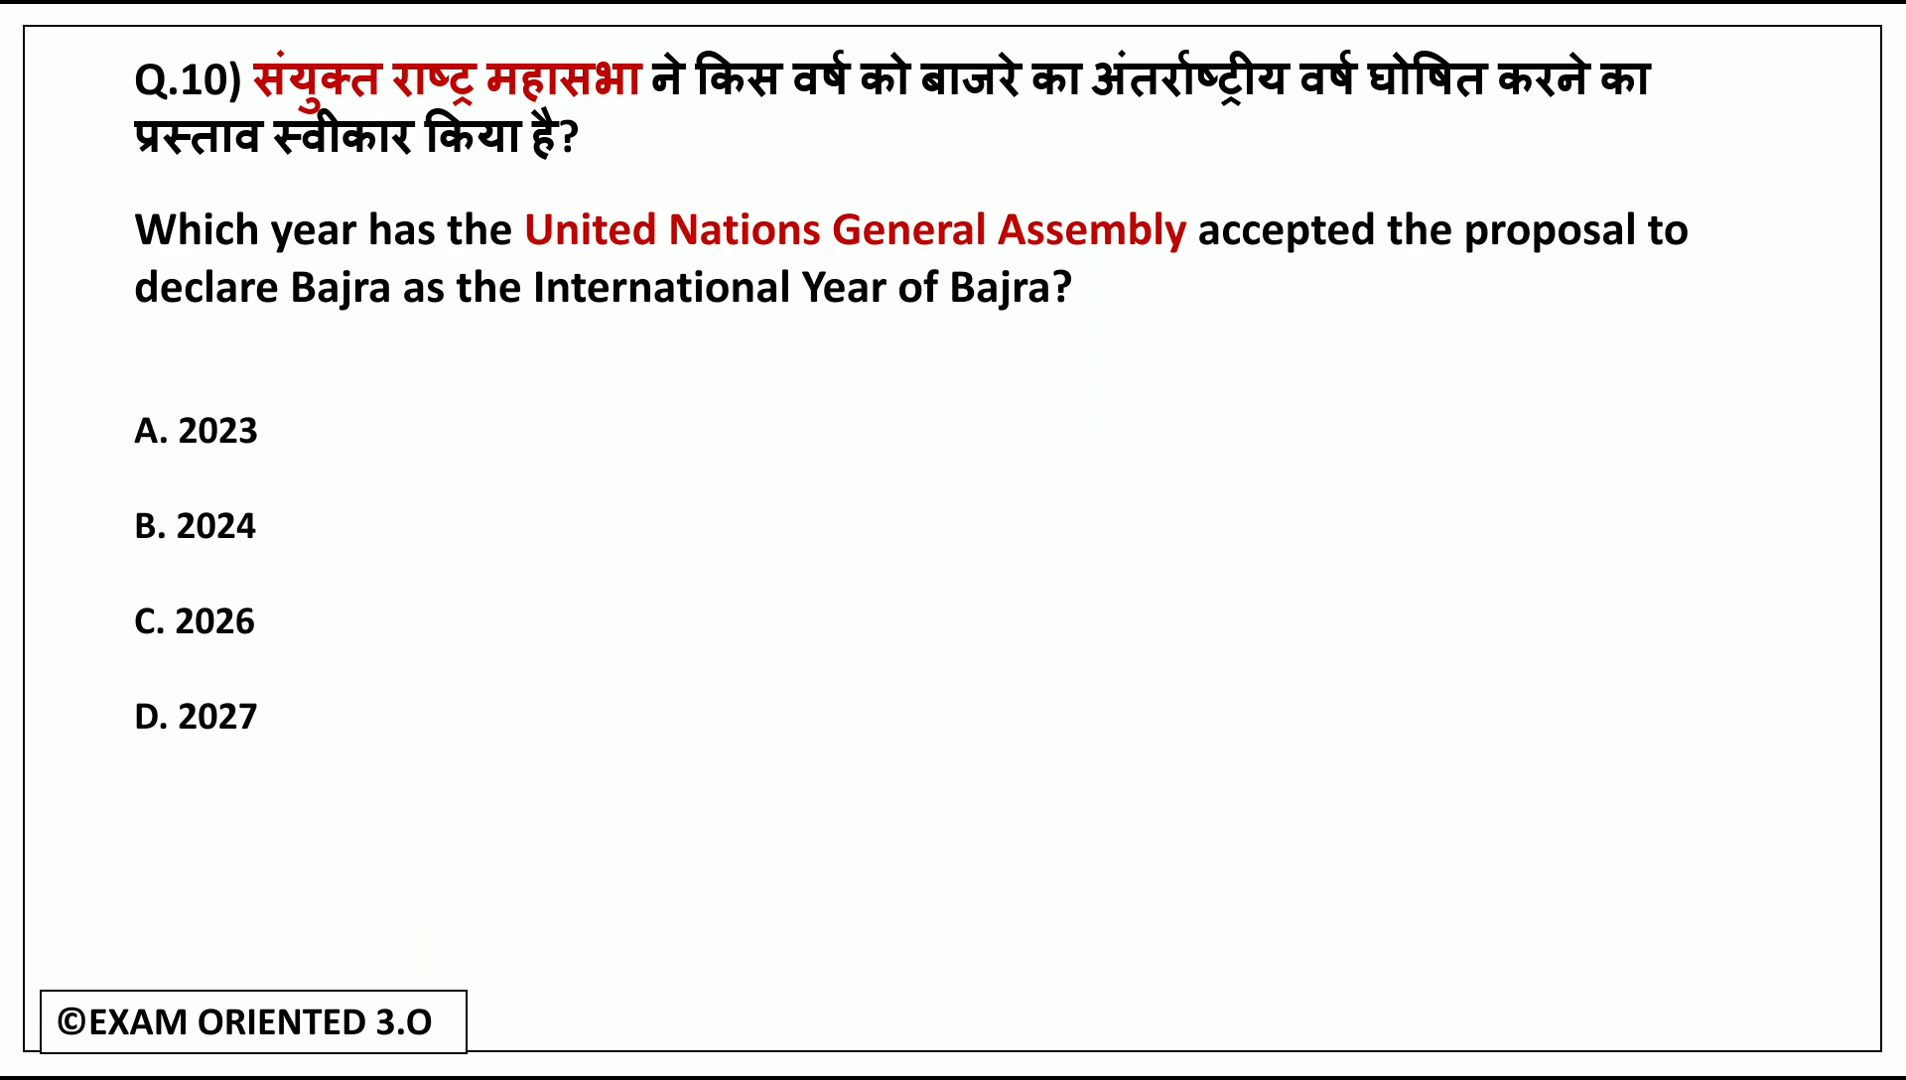 Q.10) संयुक्त राष्ट्र महासभा ने किस वर्ष को बाजरे का अंतर्राष्ट्रीय वर्ष घोषित करने का
प्रस्ताव स्वीकार किया है?
Which year has the United Nations General Assembly accepted the proposal to
declare Bajra as the International Year of Bajra?
A. 2023
B. 2024
C. 2026
D. 2027
©EXAM ORIENTED 3.O